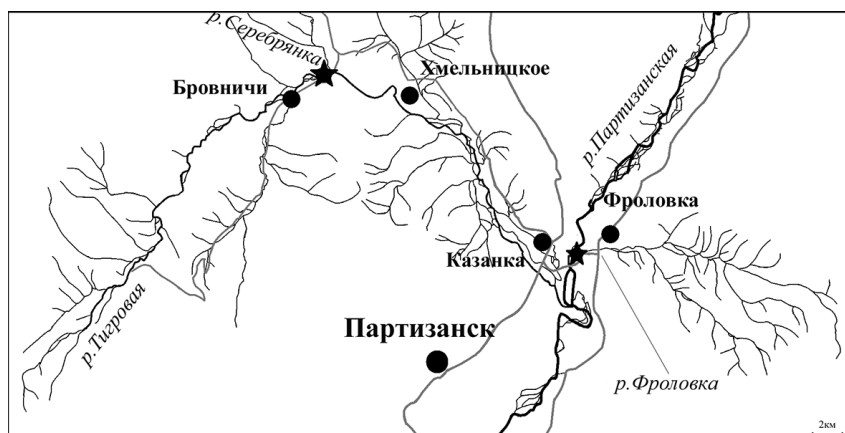 р.Серебрянка
Хмельницкое
Бровничи
р.Партизанская
Фроловка
Казанка
р.Тигровая
Партизанск
р.Фроловка
2км